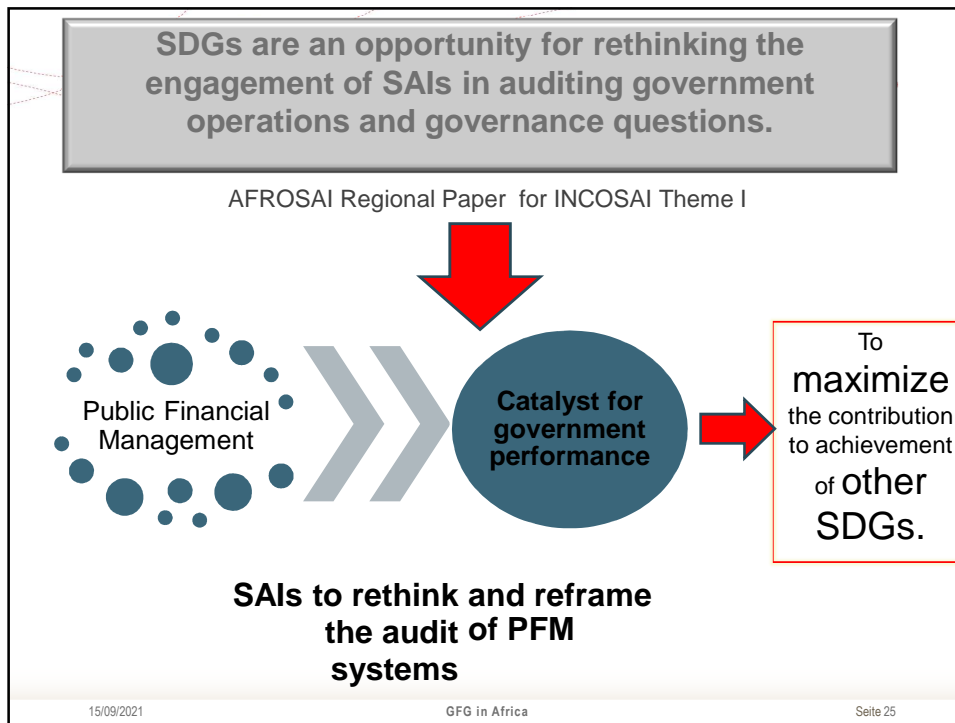 SDGs are an opportunity for rethinking the
engagement of SAIs in auditing government
operations and governance questions.
AFROSAI Regional Paper for INCOSAI Theme I
Public Financial
Management
Catalyst for
government
performance
To
maximize
the contribution
to achievement
of other
SDGs.
SAIs to rethink and reframe
the audit of PFM
systems
15/09/2021
GFG in Africa
Seite 25